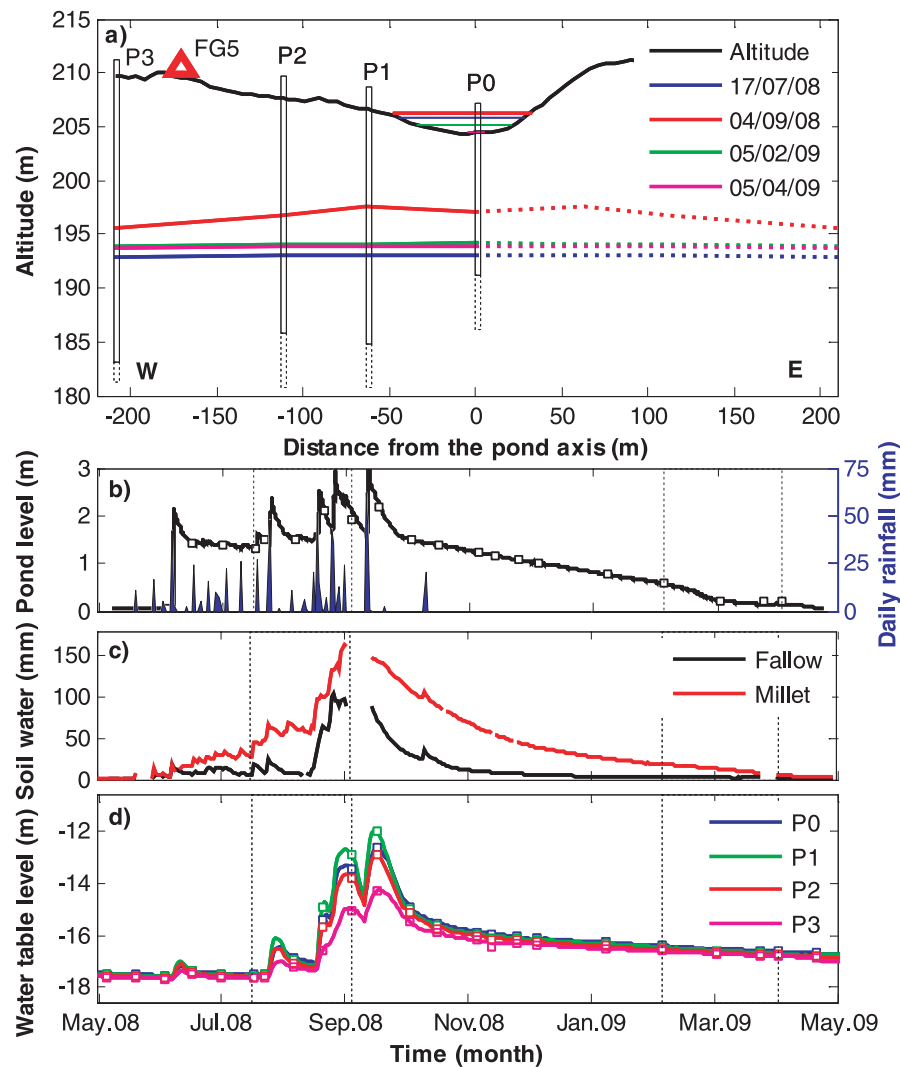 a)
P3
FG5
P2
P1
P0
Altitude
17/07/08
04/09/08
05/02/09
05/04/09
W
E
215
210
205
200
195
190
185
180
Altitude (m)
-200
-150
-100
-50
0
50
100
150
200
Distance from the pond axis (m)
b)
3
2
1
0
Pond level (m)
75
50
25
0
Daily rainfall (mm)
c)
Fallow
Millet
150
100
50
0
Soil water (mm)
d)
P0
P1
P2
P3
-12
-14
-16
-18
Water table level (m)
May.08
Jul.08
Sep.08
Nov.08
Jan.09
Mar.09
May.09
Time (month)